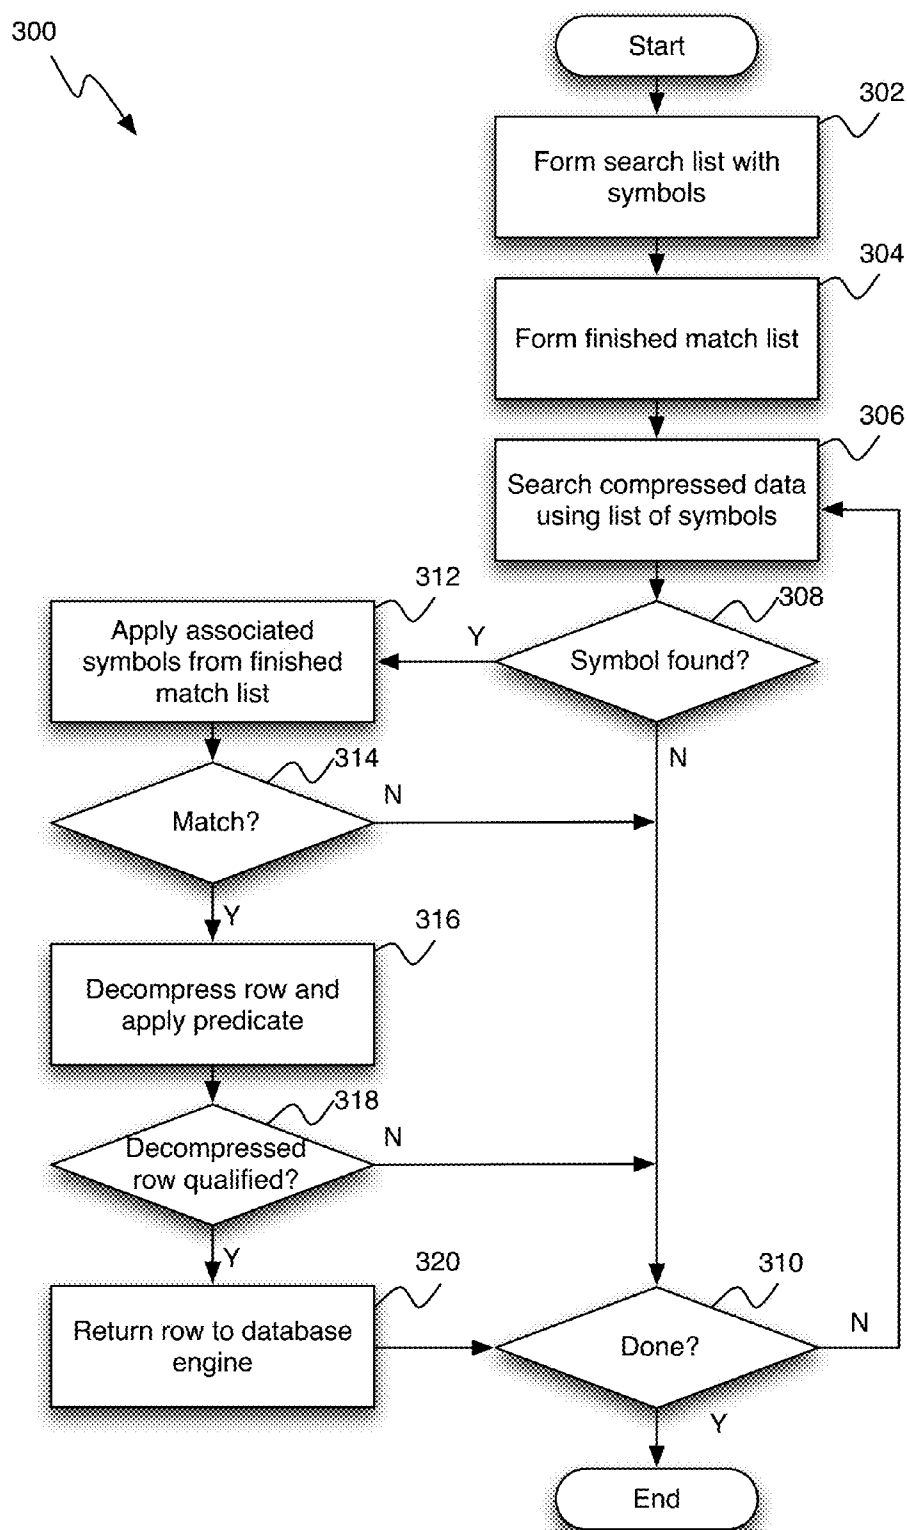 300
Start
302
Form search list with
symbols
304
Form finished match list
306
Search compressed data
using list of symbols
308
Symbol found?
Y
N
312
Apply associated
symbols from finished
match list
314
Match?
N
Y
316
Decompress row and
apply predicate
318
Decompressed
row qualified?
N
Y
320
Return row to database
engine
310
Done?
N
Y
End